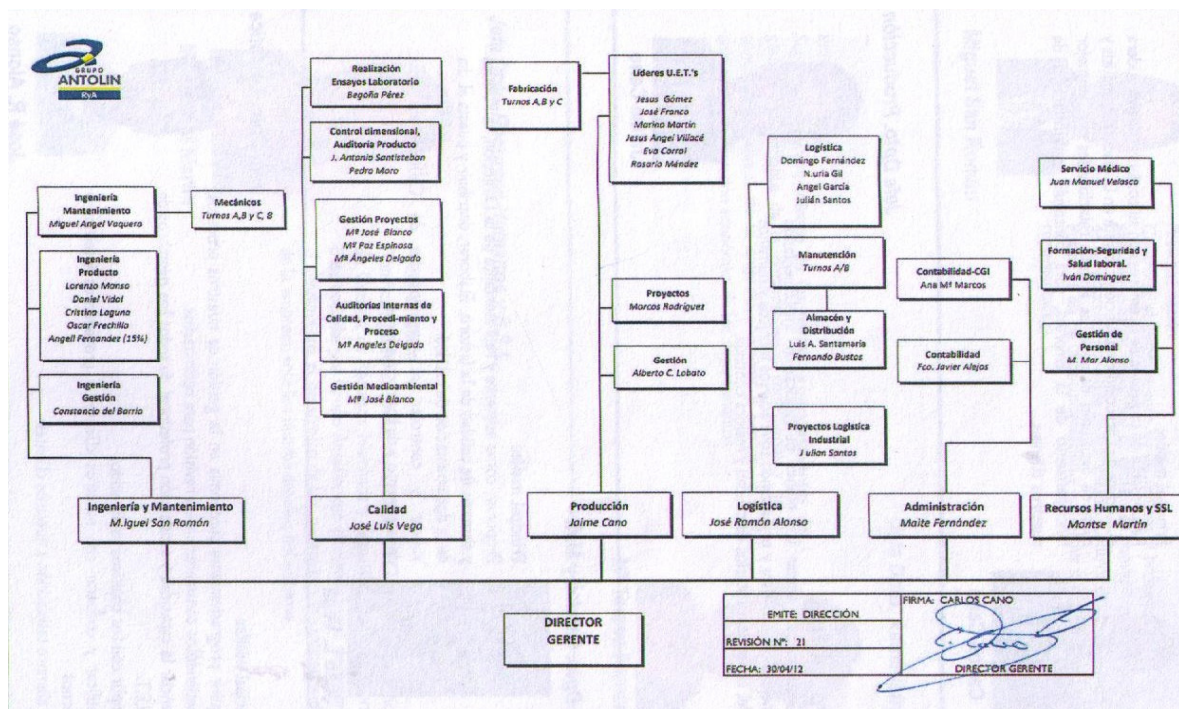 GRUPO
ANTOLIN
RyA
Realización
Ensayos Laboratorio
Begoña Pérez
Control dimensional,
Auditoria Producto
J. Antonio Santisteban
Pedro Moro
Gestión Proyectos
Mª José Blanco
Mª Paz Espinosa
Mª Ángeles Delgado
Auditorias Internas de
Calidad, Procedi-miento y
Proceso
Mª Angeles Delgado
Gestión Medioambiental
Mª José Blanco
Ingeniería
Mantenimiento
Miguel Angel Vaquero
Mecánicos
Turnos A,B y C, B
Ingeniería
Producto
Lorenzo Manso
Daniel Vidal
Cristina Laguna
Oscar Frechilla
Angell Fernandez (15%)
Ingeniería
Gestión
Constancio del Barrio
Fabricación
Turnos A,B y C
Líderes U.E.T.'s
Jesus Gómez
José Franco
Marino Martín
Jesus Angel Villacé
Eva Corral
Rosario Méndez
Proyectos
Marcos Rodríguez
Gestión
Alberto C. Lobato
Logística
Domingo Fernández
Nuria Gil
Angel García
Julián Santos
Manutención
Turnos A/B
Almacén y
Distribución
Luis A. Santamaría
Fernando Bustos
Proyectos Logística
Industrial
Julian Santos
Contabilidad-CGI
Ana Mª Marcos
Contabilidad
Fco. Javier Alejos
Servicio Médico
Juan Manuel Velasco
Formación-Seguridad y
Salud laboral.
Iván Domínguez
Gestión de
Personal
M. Mar Alonso
Ingeniería y Mantenimiento
M.Iguel San Román
Calidad
José Luis Vega
Producción
Jaime Cano
Logística
José Román Alonso
Administración
Maite Fernández
Recursos Humanos y SSL
Montse Martín
DIRECTOR
GERENTE
EMITE: DIRECCIÓN
REVISIÓN Nº: 21
FECHA: 30/04/12
FIRMA: CARLOS CANO
DIRECTOR GERENTE